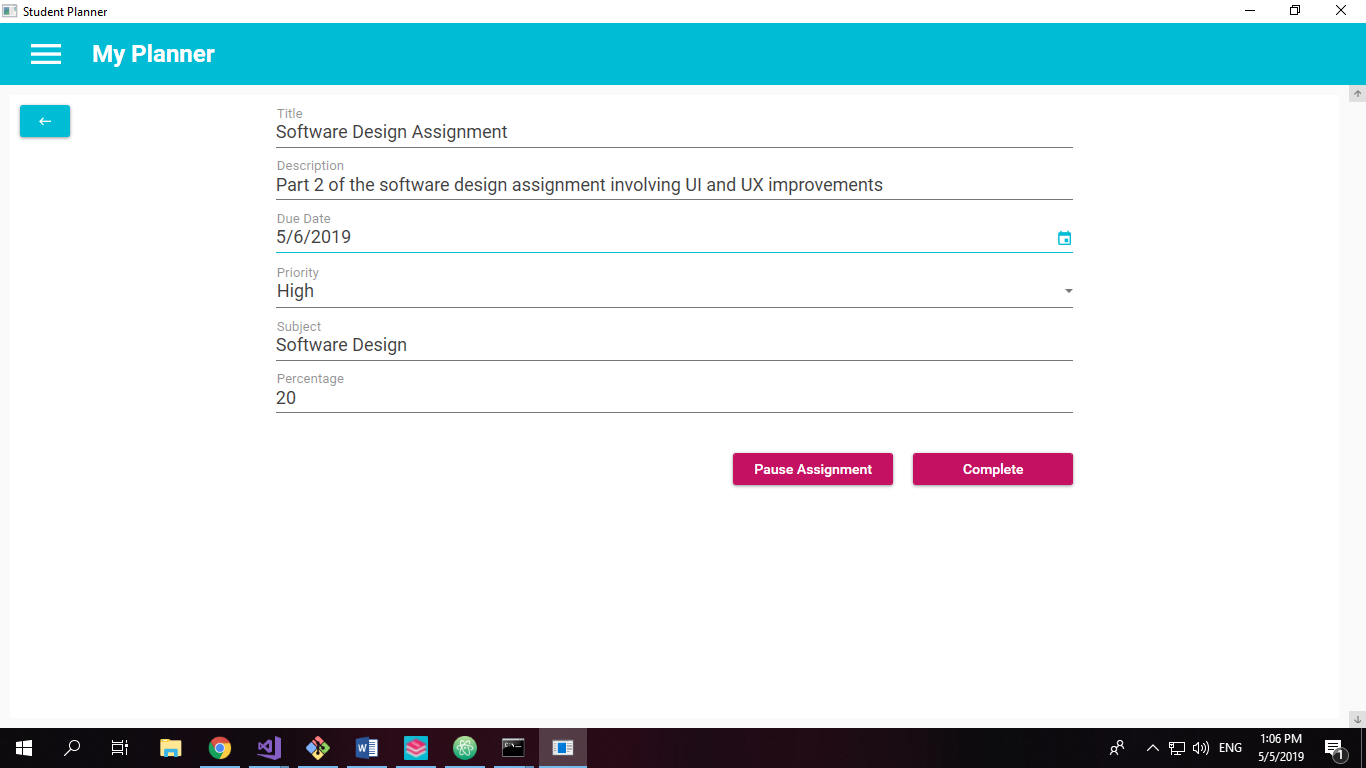 Student Planner
My Planner
Title
Software Design Assignment
Description
Part 2 of the software design assignment involving UI and UX improvements
Due Date
5/6/2019
Priority
High
Subject
Software Design
Percentage
20
Pause Assignment
Complete
ENG
1:06 PM
5/5/2019
1